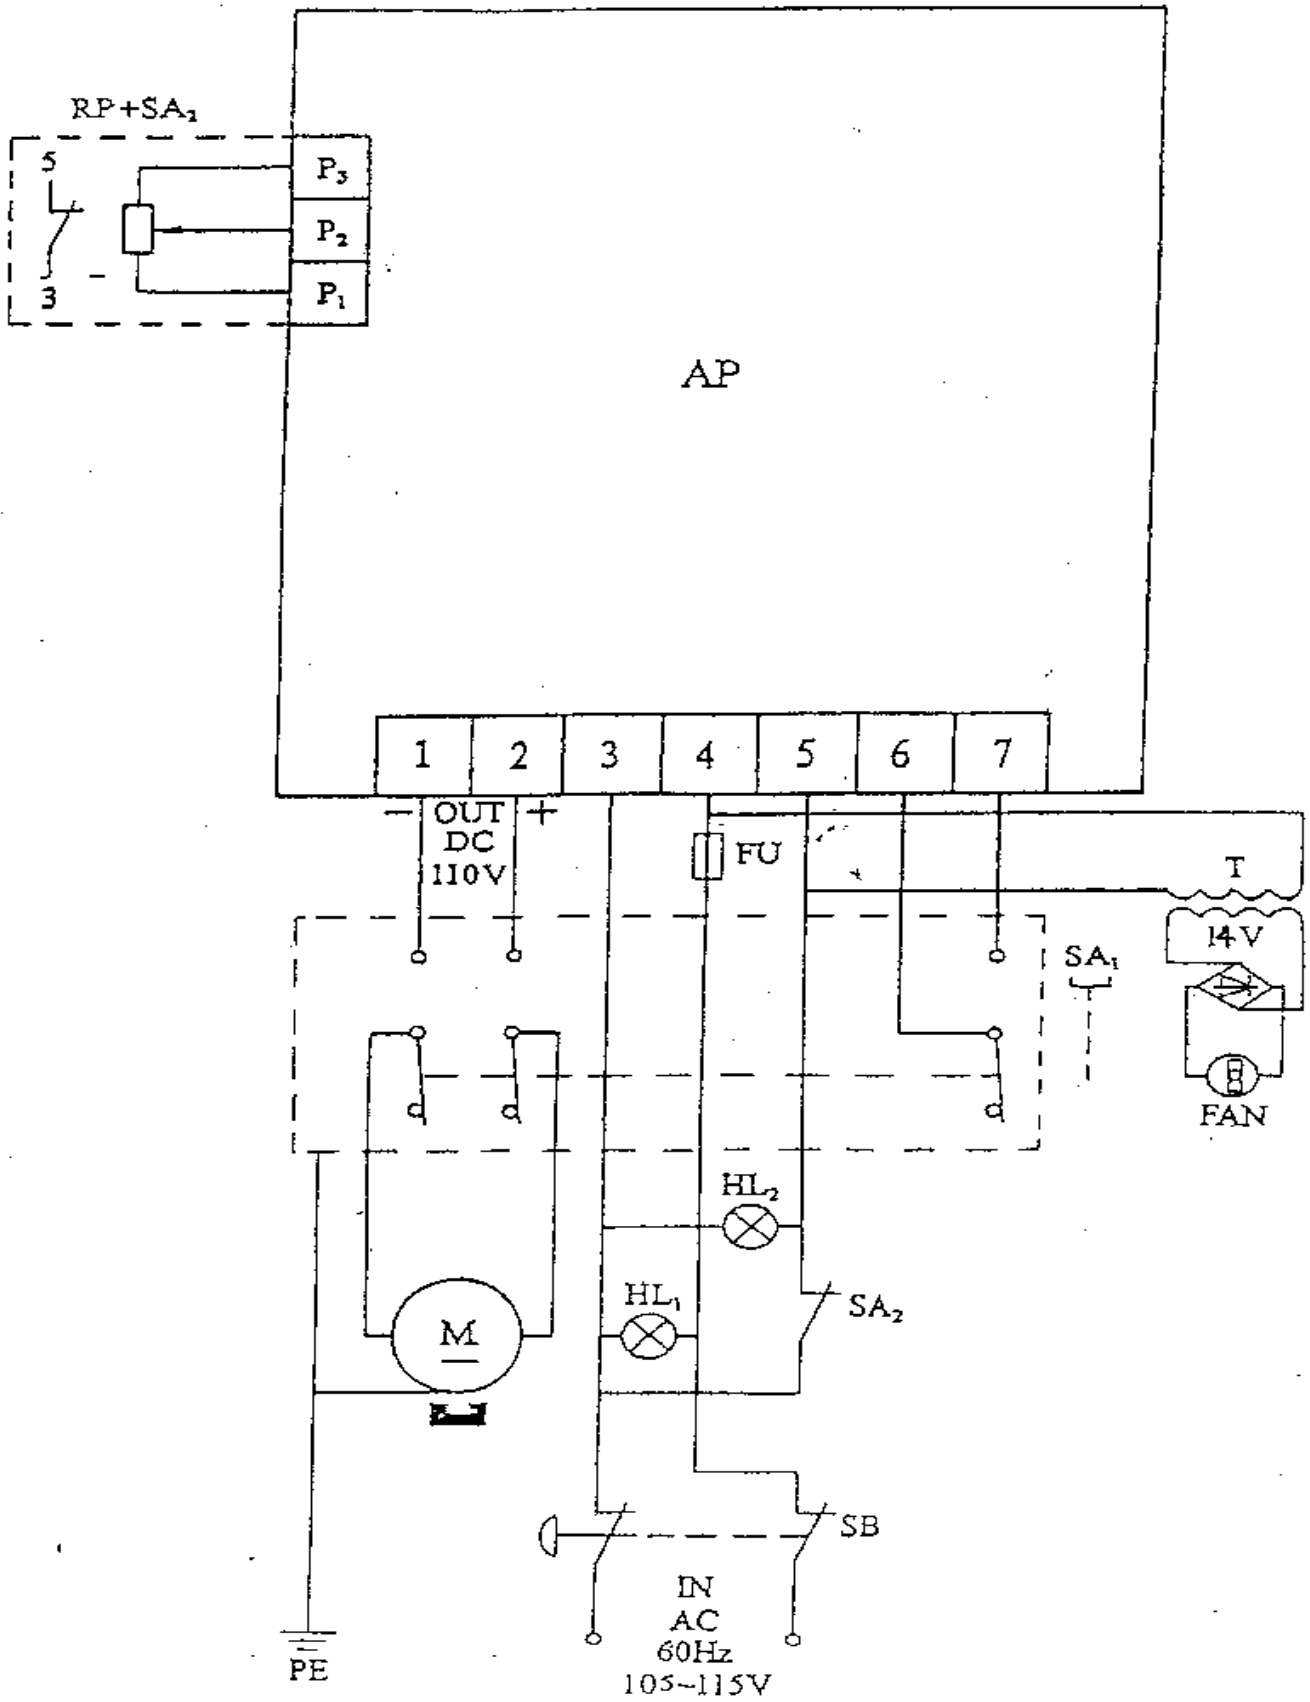 RP+SA₂
5
P₃
P₂
3
P₁
AP
1 2 3 4 5 6 7
− OUT +
DC
110V
FU
T
14V
SA₁
FAN
HL₂
HL₁
SA₂
M
SB
IN
AC
60Hz
105~115V
PE